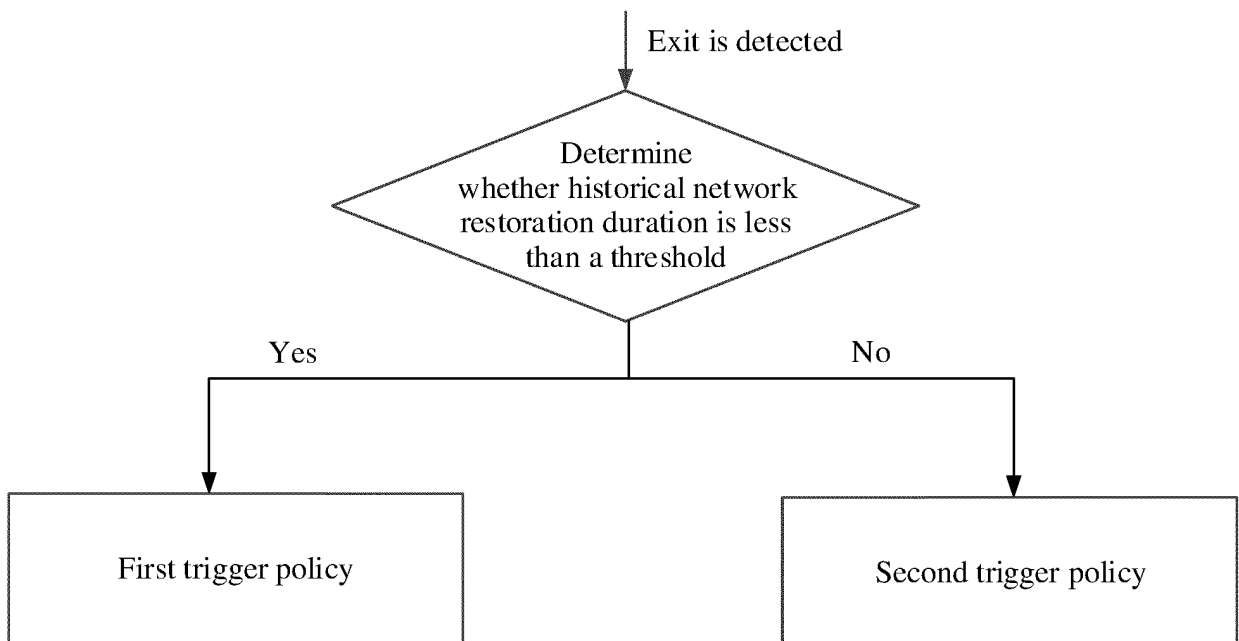 Exit is detected
Determine
whether historical network
restoration duration is less
than a threshold
Yes
No
First trigger policy
Second trigger policy